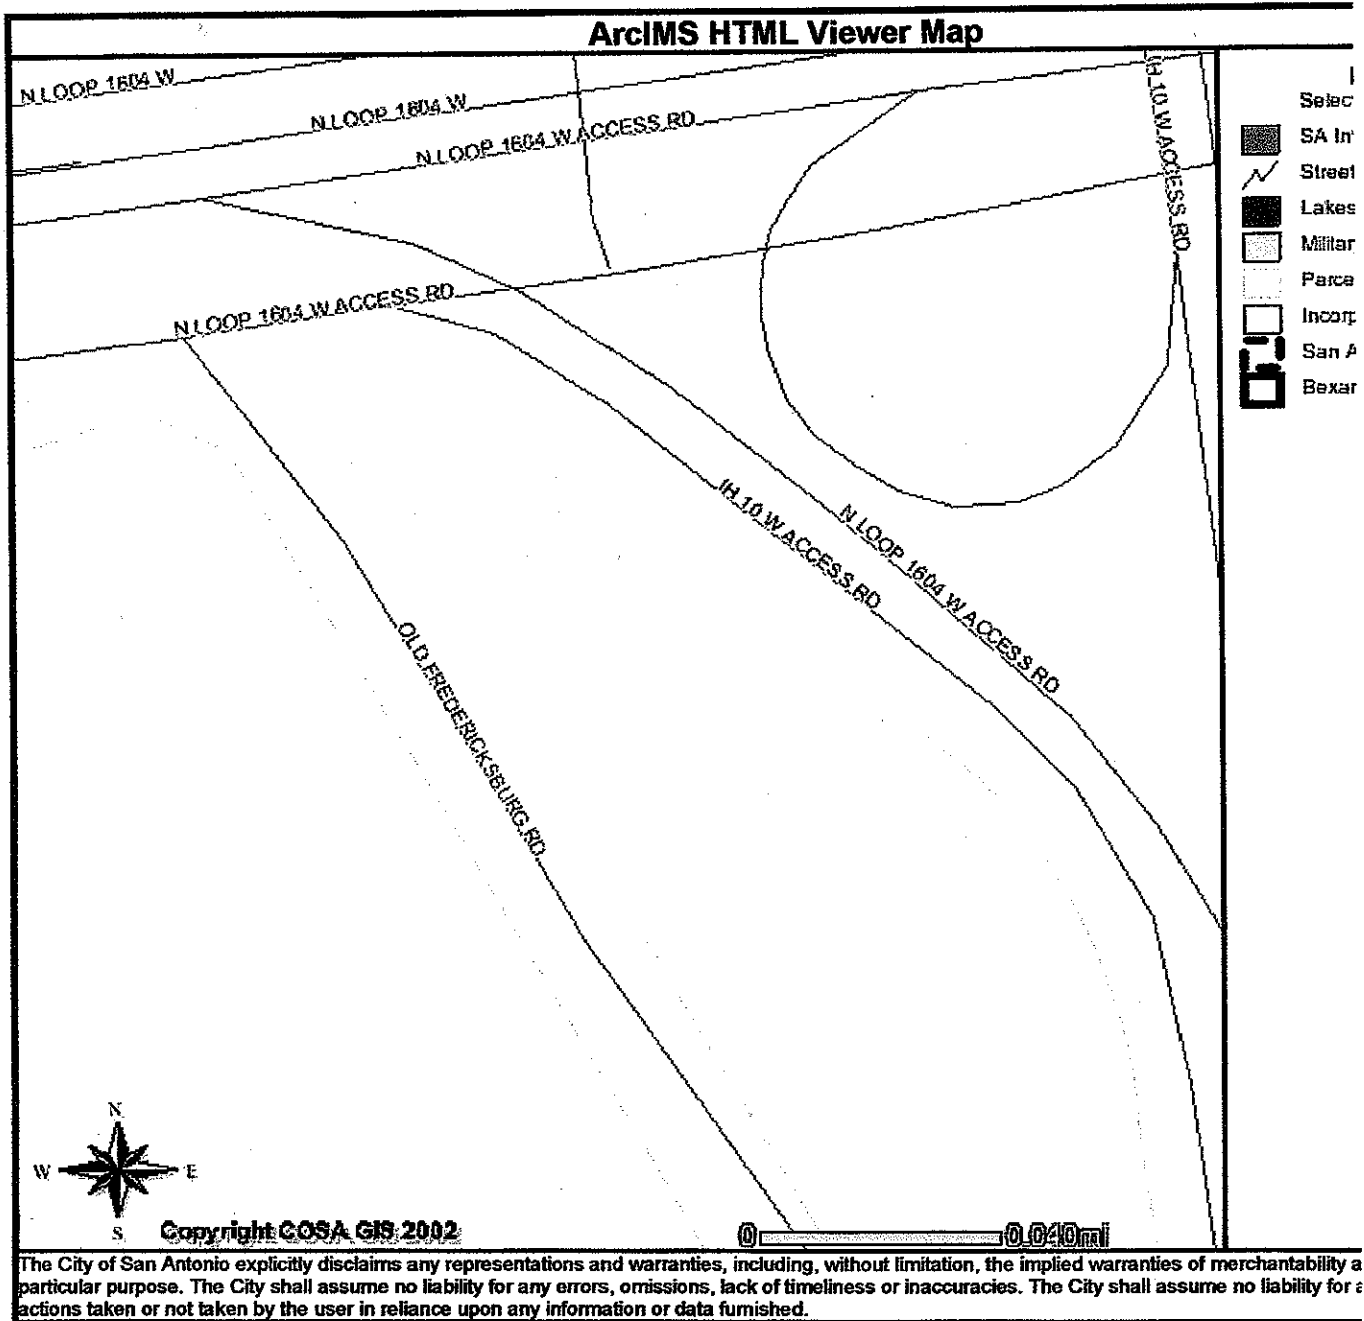 ArcIMS HTML Viewer Map
N LOOP 1604 W
N LOOP 1604 W
N LOOP 1604 W ACCESS RD
IH 10 W ACCESS RD
N LOOP 1604 W ACCESS RD
IH 10 W ACCESS RD
N LOOP 1604 W ACCESS RD
OLD FREDERICKSBURG RD
Selec
SA In
Street
Lakes
Militar
Parce
Incorp
San A
Bexar
N
W E
S
Copyright COSA GIS 2002
0 0.040mi
The City of San Antonio explicitly disclaims any representations and warranties, including, without limitation, the implied warranties of merchantability a
particular purpose. The City shall assume no liability for any errors, omissions, lack of timeliness or inaccuracies. The City shall assume no liability for a
actions taken or not taken by the user in reliance upon any information or data furnished.